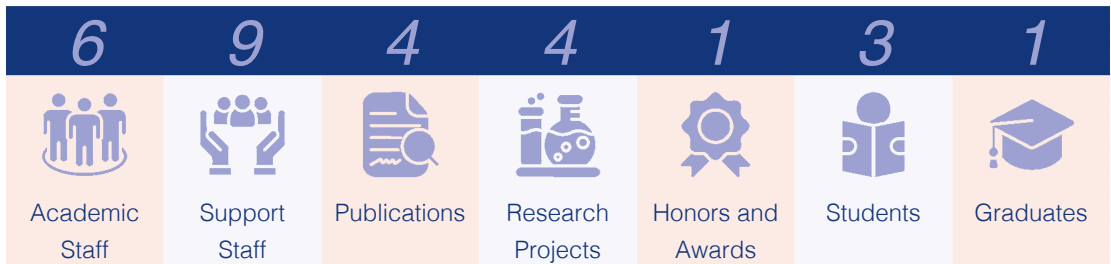 6 9 4 4 1 3 1
Academic Staff
Support Staff
Publications
Research Projects
Honors and Awards
Students
Graduates